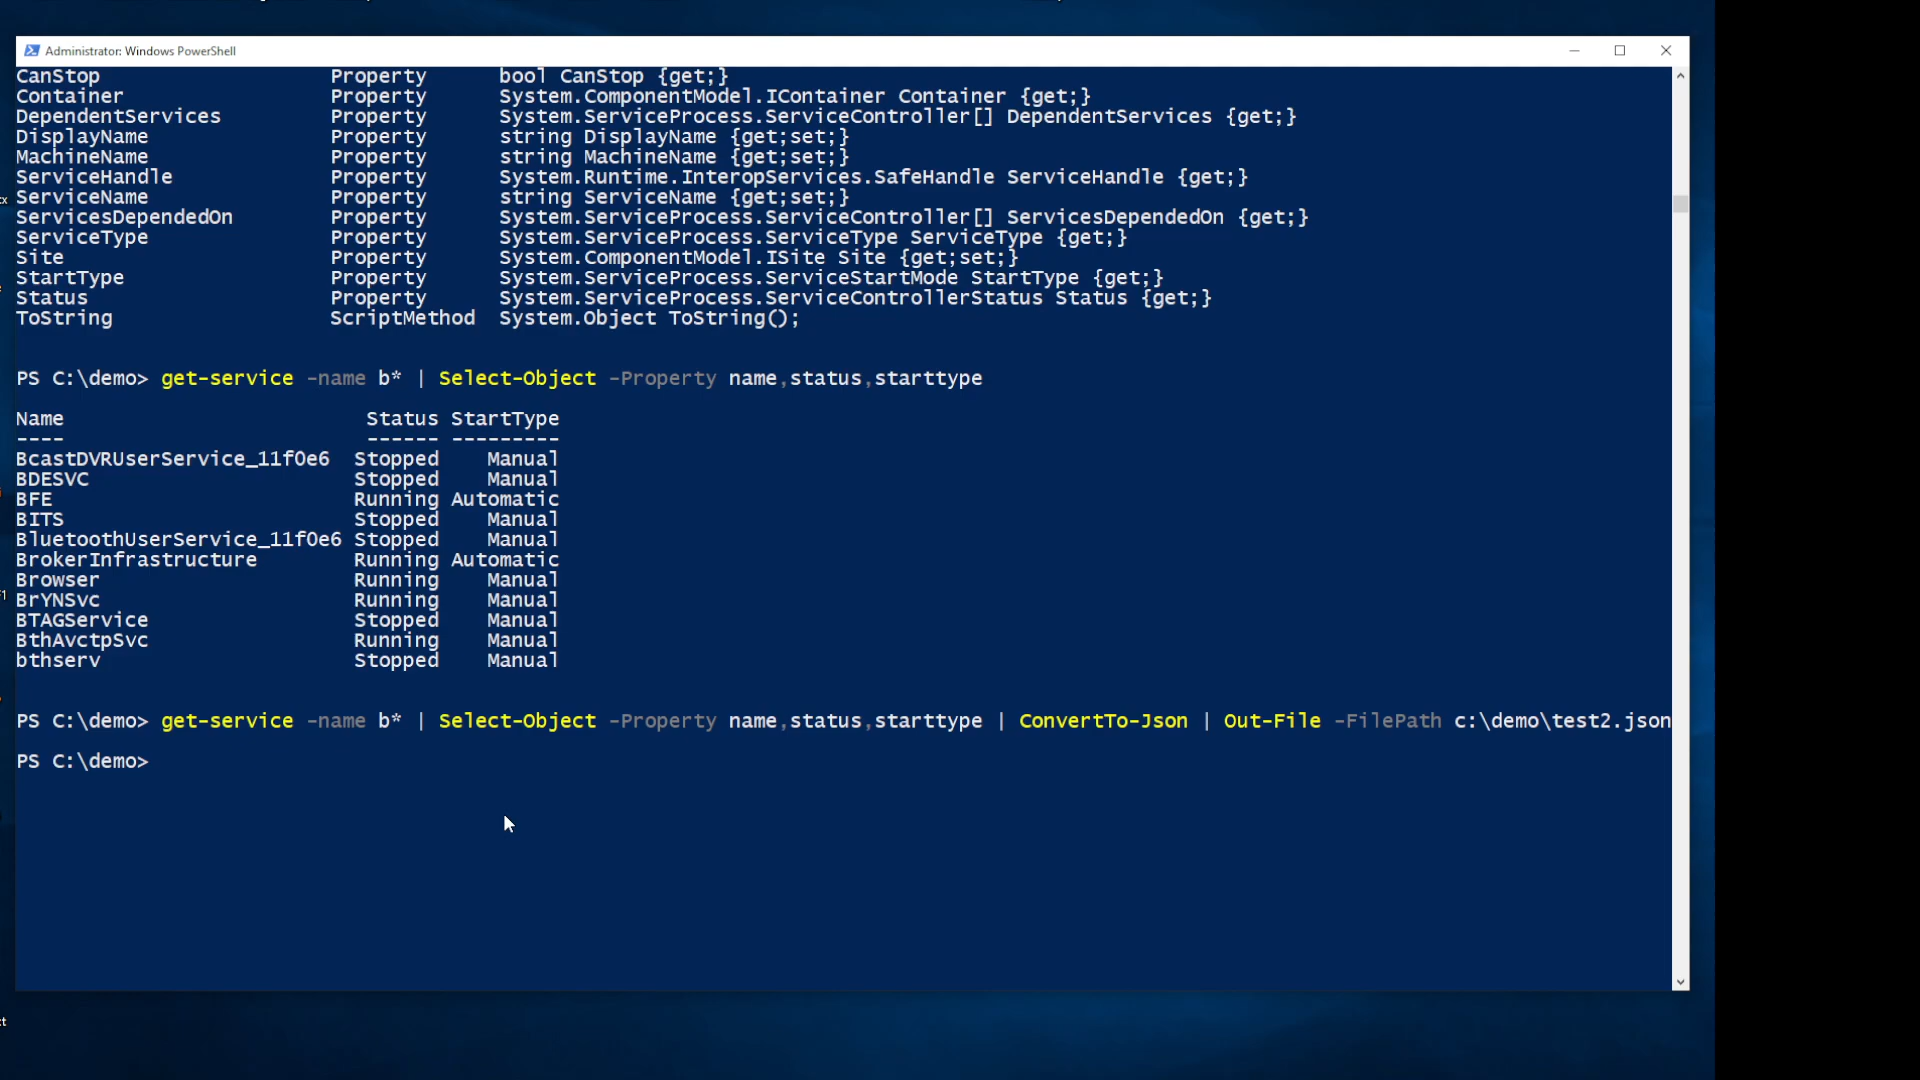 Administrator: Windows PowerShell
CanStop Property bool CanStop {get;}
Container Property System.ComponentModel.IContainer Container {get;}
DependentServices Property System.ServiceProcess.ServiceController[] DependentServices {get;}
DisplayName Property string DisplayName {get;set;}
MachineName Property string MachineName {get;set;}
ServiceHandle Property System.Runtime.InteropServices.SafeHandle ServiceHandle {get;}
ServiceName Property string ServiceName {get;set;}
ServicesDependedOn Property System.ServiceProcess.ServiceController[] ServicesDependedOn {get;}
ServiceType Property System.ServiceProcess.ServiceType ServiceType {get;}
Site Property System.ComponentModel.ISite Site {get;set;}
StartType Property System.ServiceProcess.ServiceStartMode StartType {get;}
Status Property System.ServiceProcess.ServiceControllerStatus Status {get;}
ToString ScriptMethod System.Object ToString();
PS C:\demo> get-service -name b* | Select-Object -Property name,status,starttype
Name Status StartType
---- ------ ---------
BcastDVRUserService_11f0e6 Stopped Manual
BDESVC Stopped Manual
BFE Running Automatic
BITS Stopped Manual
BluetoothUserService_11f0e6 Stopped Manual
BrokerInfrastructure Running Automatic
Browser Running Manual
BrYNSvc Running Manual
BTAGService Stopped Manual
BthAvctpSvc Running Manual
bthserv Stopped Manual
PS C:\demo> get-service -name b* | Select-Object -Property name,status,starttype | ConvertTo-Json | Out-File -FilePath c:\demo\test2.json
PS C:\demo>